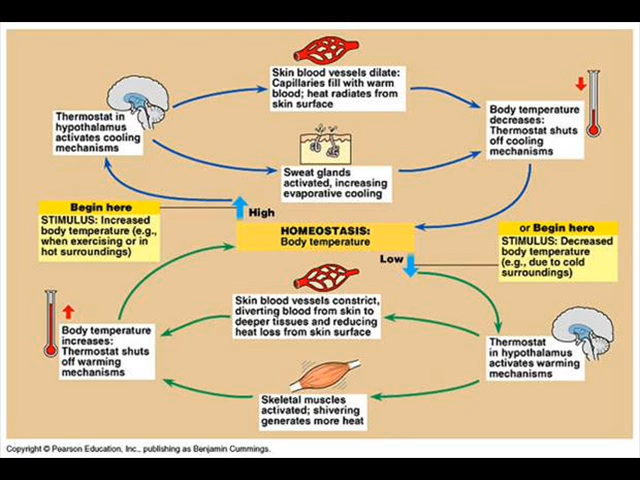 Skin blood vessels dilate:
Capillaries fill with warm
blood; heat radiates from
skin surface
Thermostat in
hypothalamus
activates cooling
mechanisms
Body temperature
decreases:
Thermostat shuts
off cooling
mechanisms
Sweat glands
activated, increasing
evaporative cooling
Begin here
STIMULUS: Increased
body temperature (e.g.,
when exercising or in
hot surroundings)
High
HOMEOSTASIS:
Body temperature
Low
or Begin here
STIMULUS: Decreased
body temperature
(e.g., due to cold
surroundings)
Skin blood vessels constrict,
diverting blood from skin to
deeper tissues and reducing
heat loss from skin surface
Body temperature
increases:
Thermostat shuts
off warming
mechanisms
Thermostat
in hypothalamus
activates warming
mechanisms
Skeletal muscles
activated; shivering
generates more heat
Copyright © Pearson Education, Inc., publishing as Benjamin Cummings.